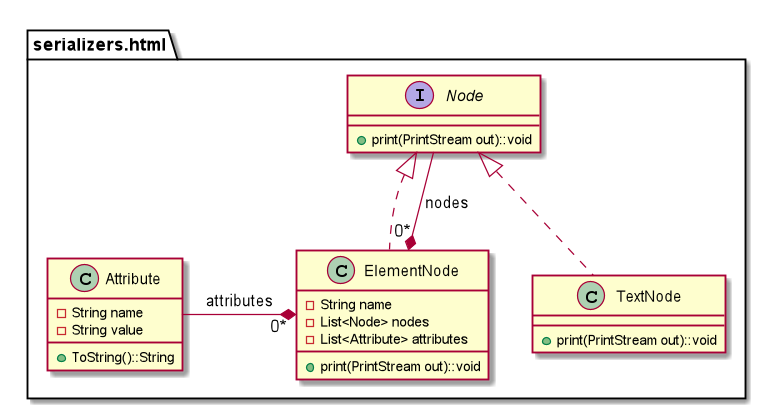 serializers.html
I Node
print(PrintStream out)::void
nodes
0*
C Attribute
String name
String value
ToString()::String
attributes
0*
C ElementNode
String name
List<Node> nodes
List<Attribute> attributes
print(PrintStream out)::void
C TextNode
print(PrintStream out)::void